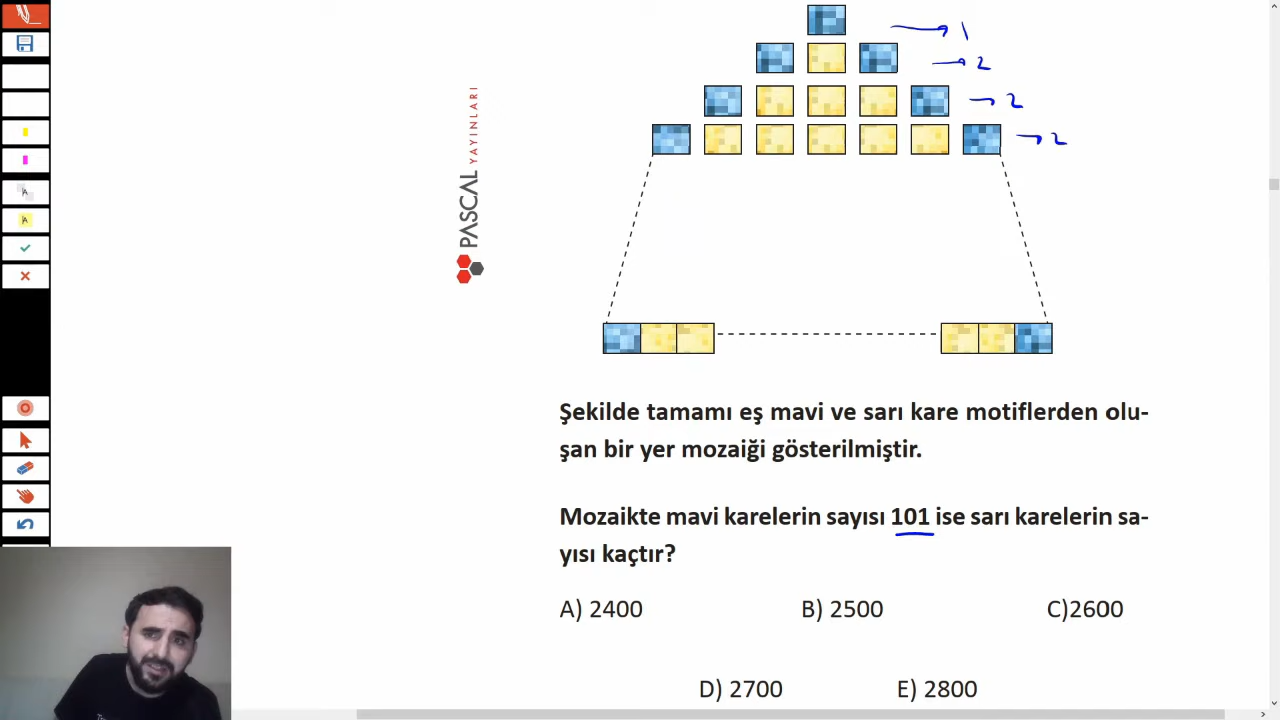 → 1
→ 2
→ 2
→ 2
PASCAL YAYINLARI
Şekilde tamamı eş mavi ve sarı kare motiflerden olu-
şan bir yer mozaiği gösterilmiştir.
Mozaikte mavi karelerin sayısı 101 ise sarı karelerin sa-
yısı kaçtır?
A) 2400 B) 2500 C)2600
D) 2700 E) 2800
A
A